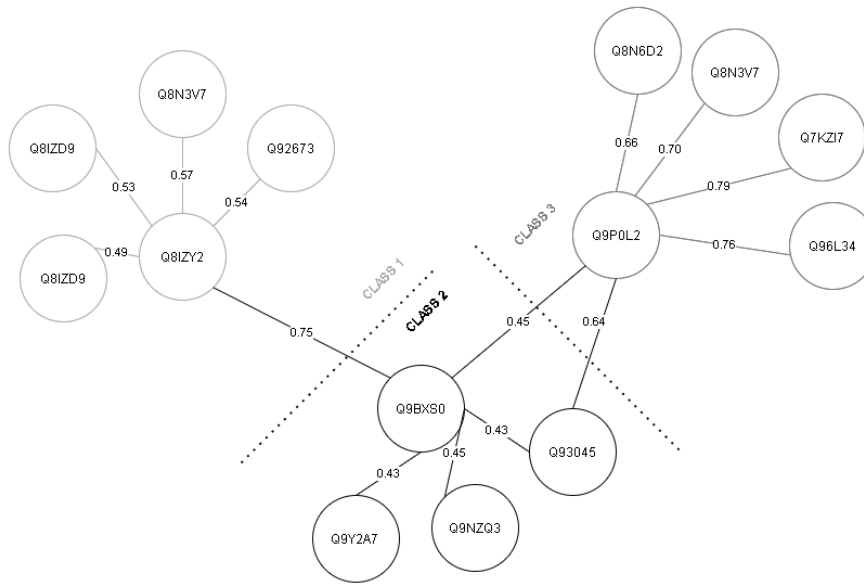 Q8N6D2
Q8N3V7
Q8N3V7
Q7KZI7
Q8IZD9
Q92673
0.66
0.70
0.57
0.79
0.53
0.54
CLASS 3
Q9P0L2
Q96L34
0.76
0.49
Q8IZY2
Q8IZD9
CLASS 1
CLASS 2
0.75
0.45
0.64
Q9BXS0
0.43
Q93045
0.45
0.43
Q9NZQ3
Q9Y2A7